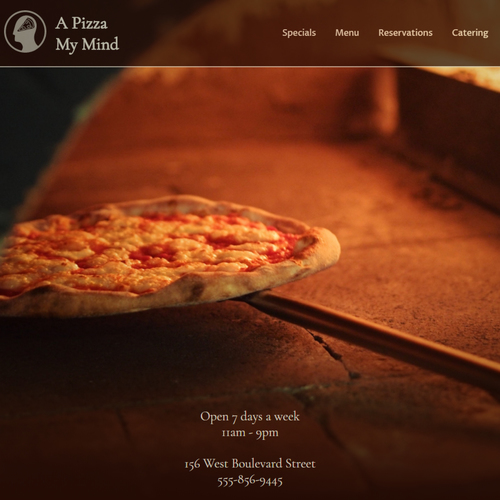 A Pizza
My Mind
Specials Menu Reservations Catering
Open 7 days a week
11am - 9pm
156 West Boulevard Street
555-856-9445